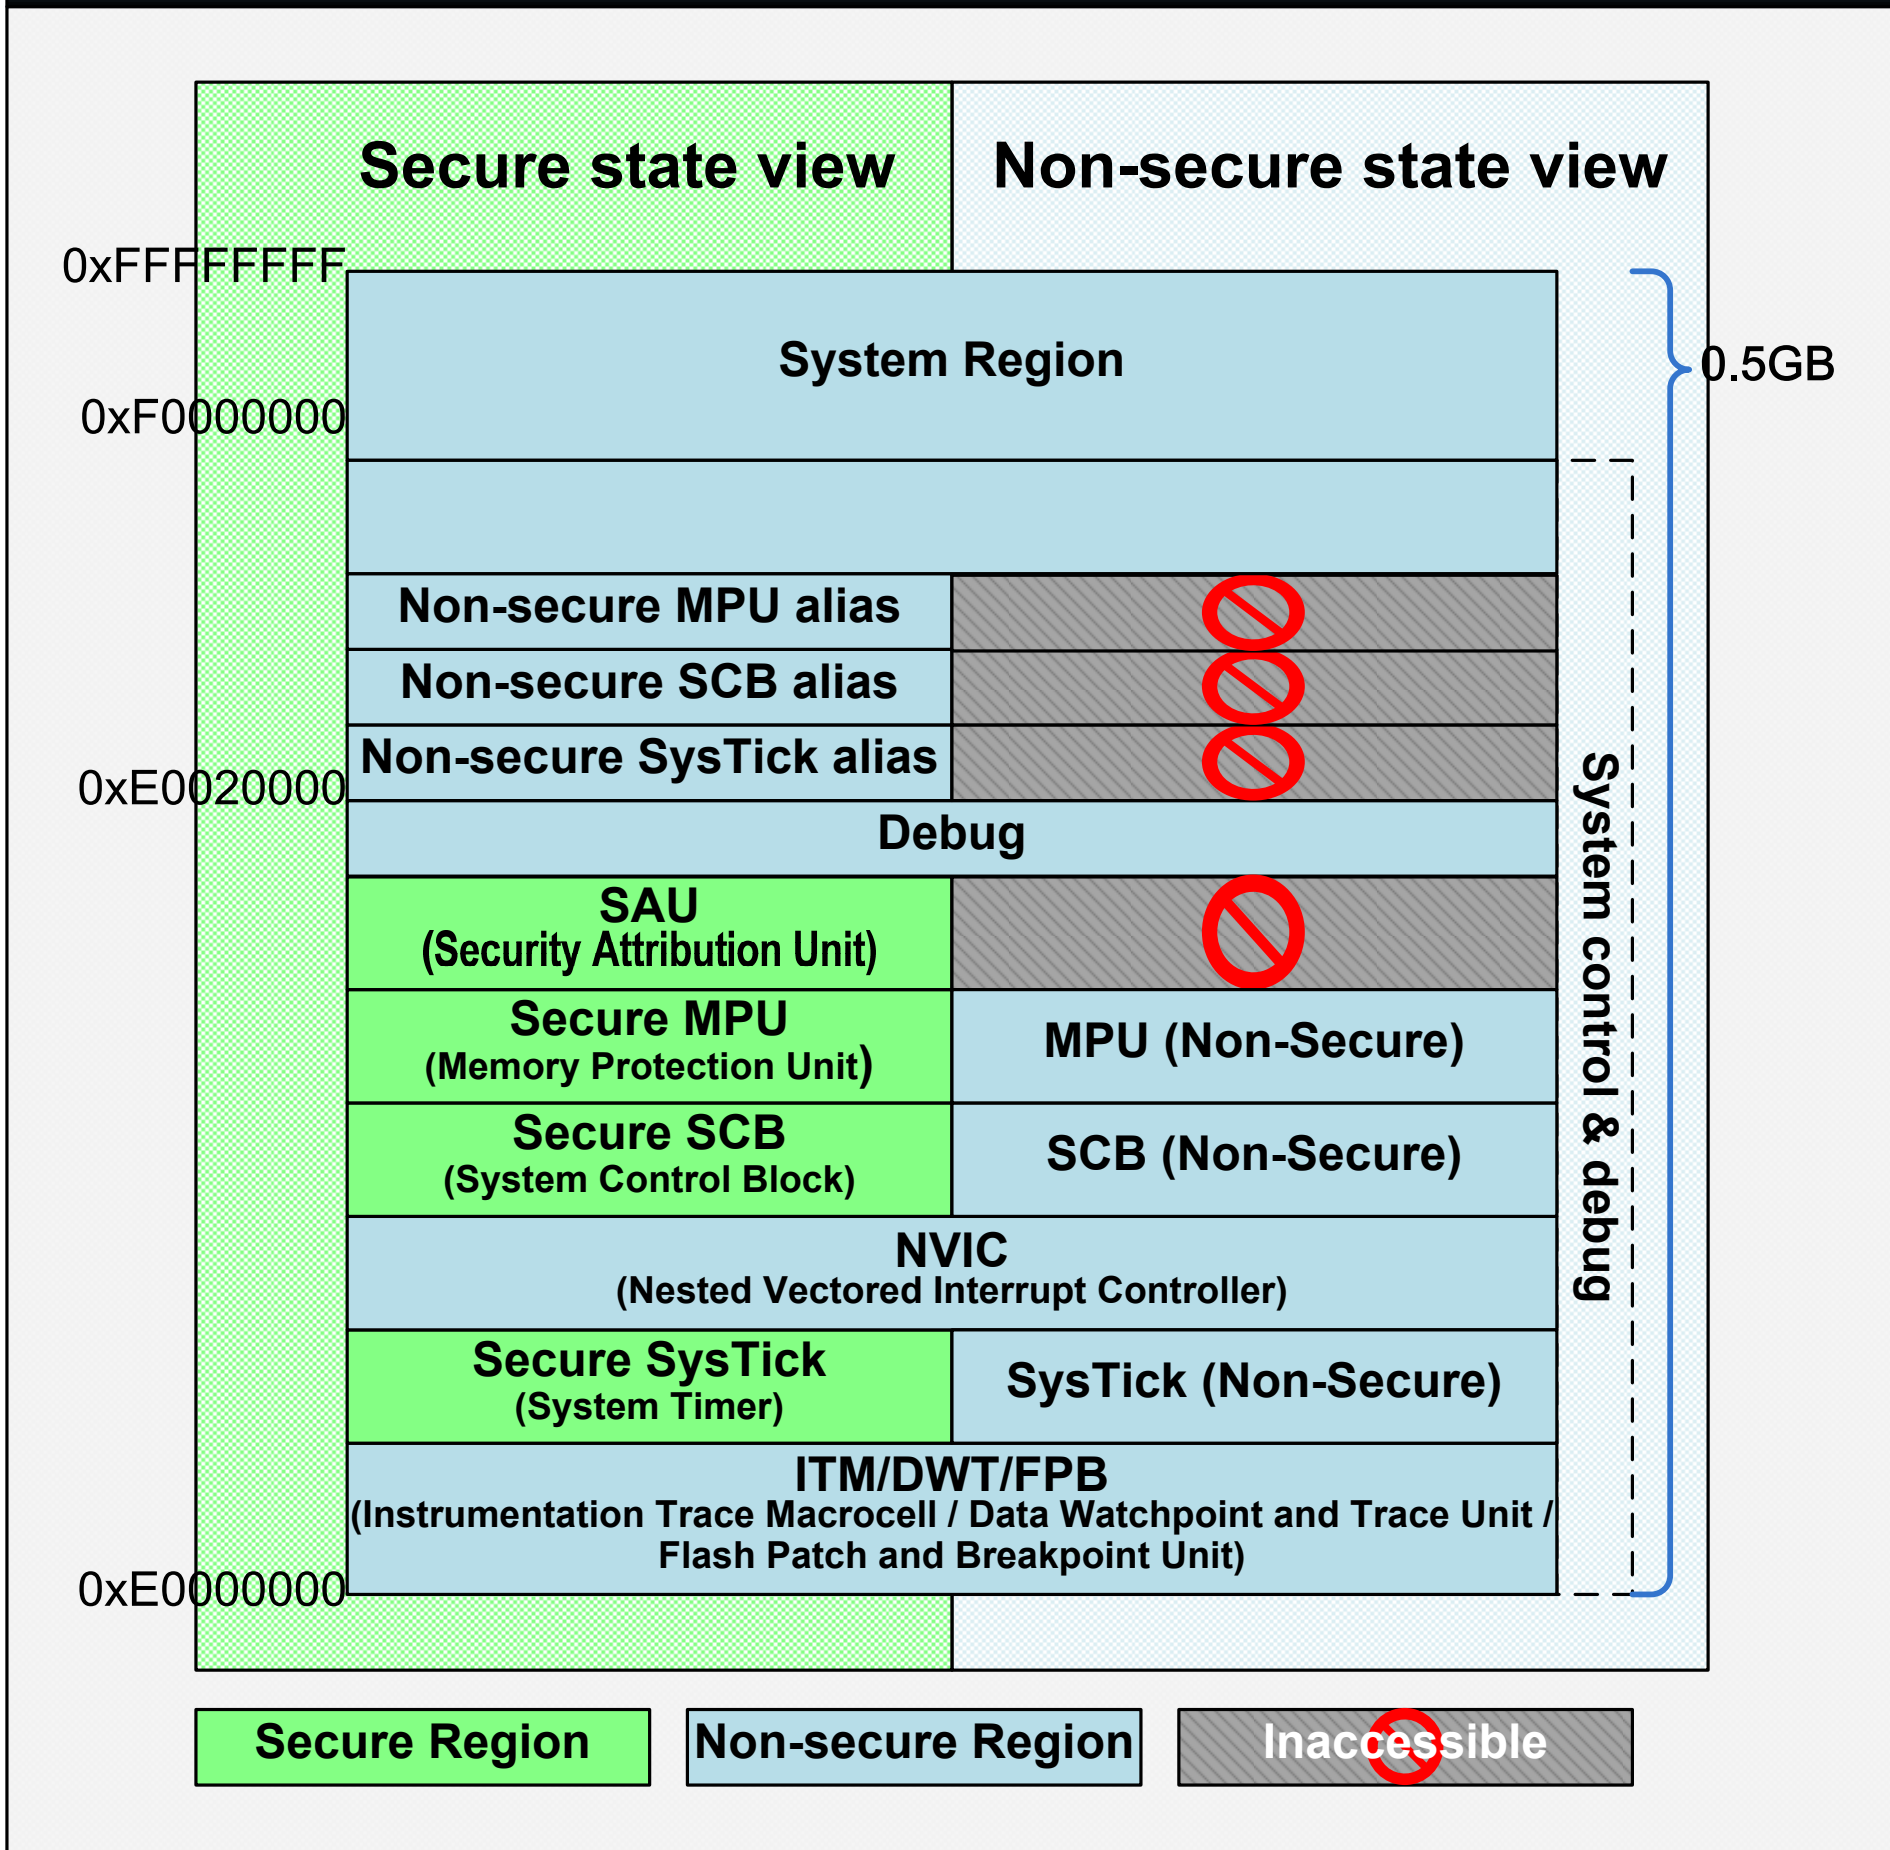 Secure state view
Non-secure state view
0xFFFFFFFF
System Region
0.5GB
0xF0000000
Non-secure MPU alias
Non-secure SCB alias
Non-secure SysTick alias
0xE0020000
Debug
SAU
(Security Attribution Unit)
Secure MPU
(Memory Protection Unit)
MPU (Non-Secure)
Secure SCB
(System Control Block)
SCB (Non-Secure)
System control & debug
NVIC
(Nested Vectored Interrupt Controller)
Secure SysTick
(System Timer)
SysTick (Non-Secure)
ITM/DWT/FPB
(Instrumentation Trace Macrocell / Data Watchpoint and Trace Unit /
Flash Patch and Breakpoint Unit)
0xE0000000
Secure Region
Non-secure Region
Inaccessible